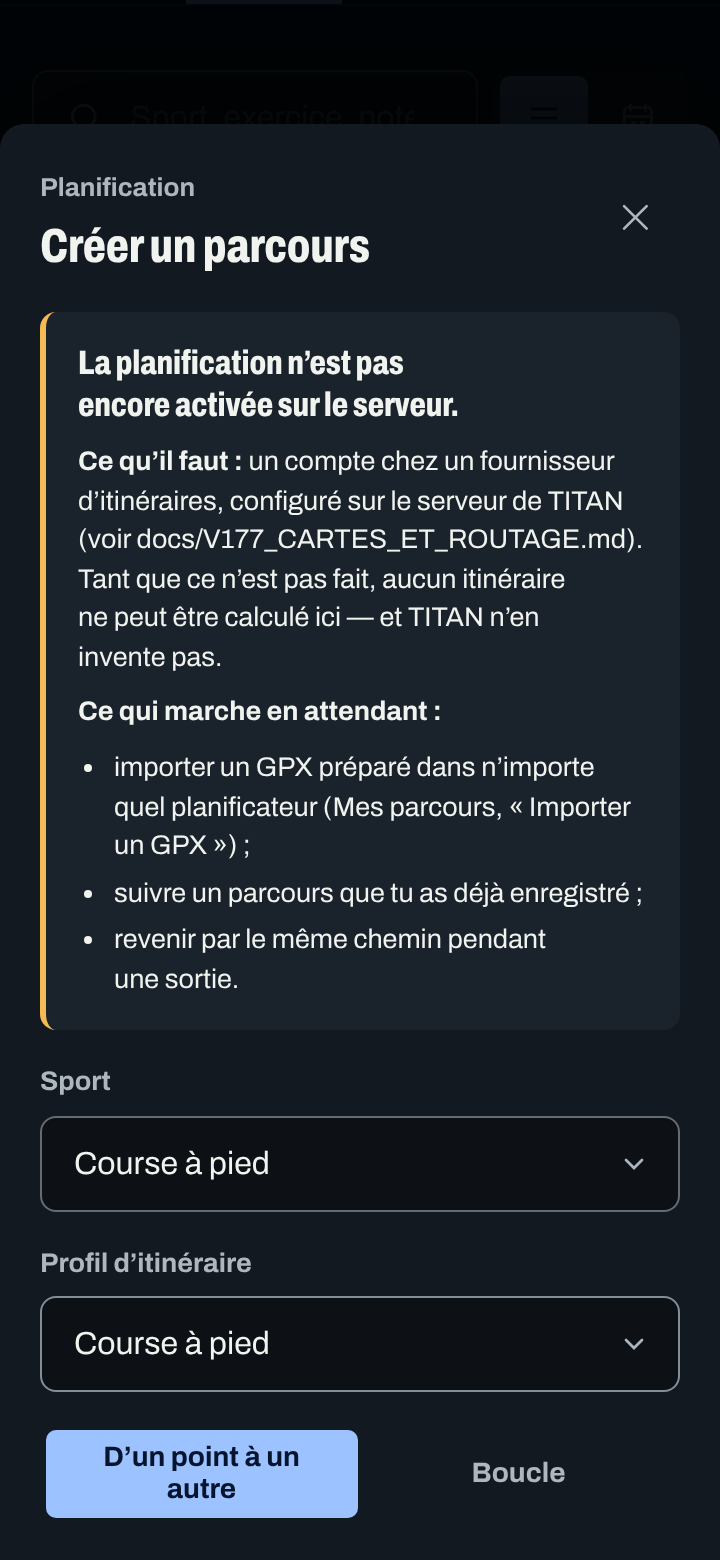 Sport, exercice, note
Planification
Créer un parcours
La planification n’est pas
encore activée sur le serveur.
Ce qu’il faut : un compte chez un fournisseur
d’itinéraires, configuré sur le serveur de TITAN
(voir docs/V177_CARTES_ET_ROUTAGE.md).
Tant que ce n’est pas fait, aucun itinéraire
ne peut être calculé ici — et TITAN n’en
invente pas.
Ce qui marche en attendant :
• importer un GPX préparé dans n’importe
quel planificateur (Mes parcours, « Importer
un GPX ») ;
• suivre un parcours que tu as déjà enregistré ;
• revenir par le même chemin pendant
une sortie.
Sport
Course à pied
Profil d’itinéraire
Course à pied
D’un point à un
autre
Boucle